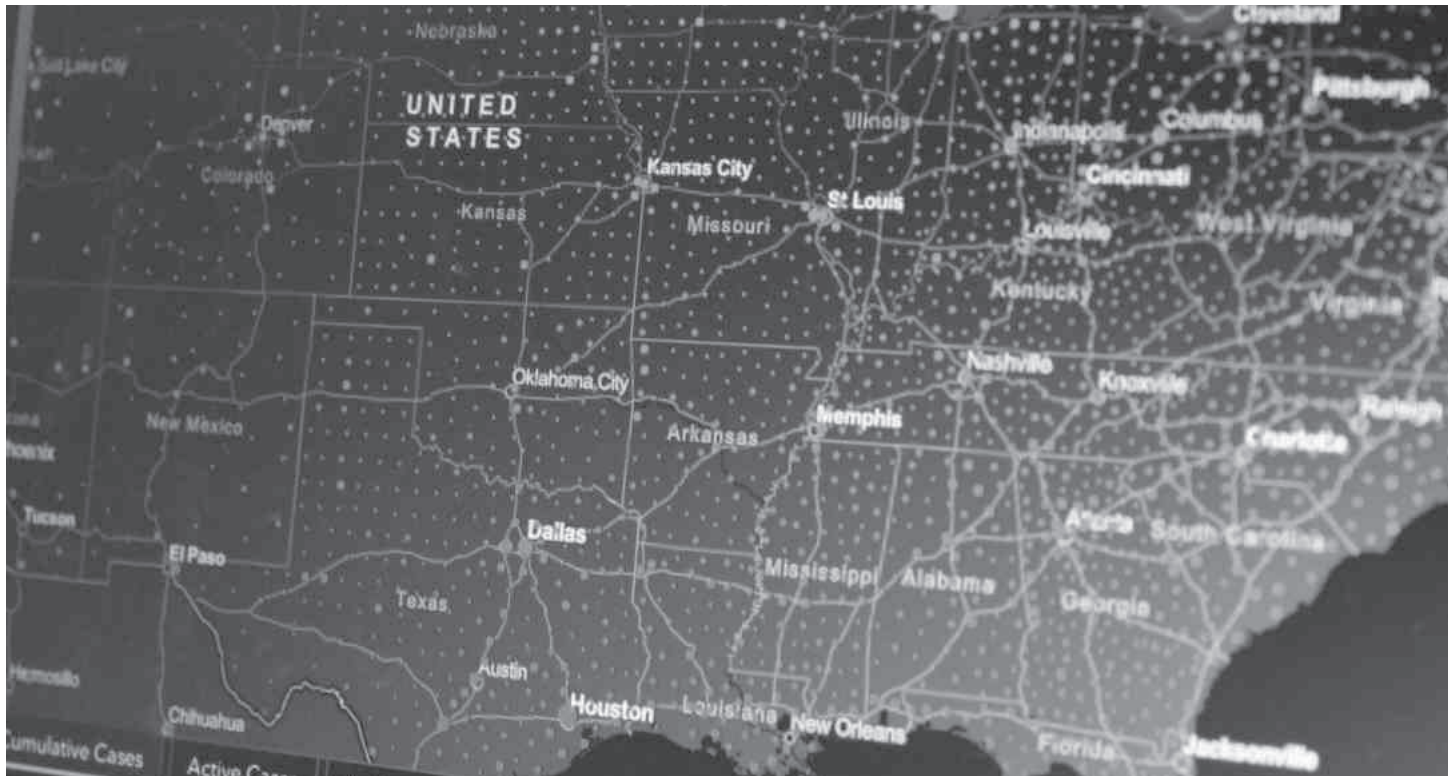 Cleveland
Nebraska
Salt Lake City
Pittsburgh
UNITED
STATES
Denver
Illinois
Indianapolis
Columbus
Kansas City
Colorado
Cincinnati
St Louis
Kansas
Missouri
Louisville
West Virginia
Kentucky
Virginia
Nashville
Oklahoma City
Knoxville
Memphis
Raleigh
New Mexico
Arkansas
Charlotte
Tucson
Dallas
Atlanta
South Carolina
El Paso
Mississippi
Alabama
Texas
Georgia
Austin
Hermosillo
Houston
Louisiana
New Orleans
Chihuahua
Florida
Jacksonville
Cumulative Cases
Active